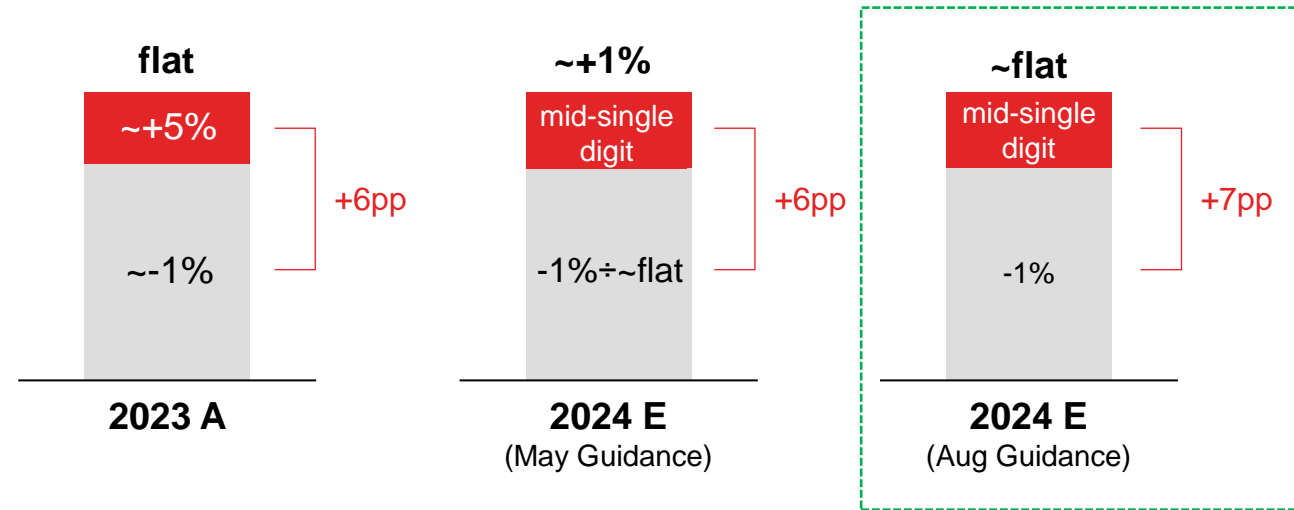 flat
~+5%
~-1%
+6pp
2023 A
~+1%
mid-single
digit
-1%÷~flat
+6pp
2024 E
(May Guidance)
~flat
mid-single
digit
-1%
+7pp
2024 E
(Aug Guidance)